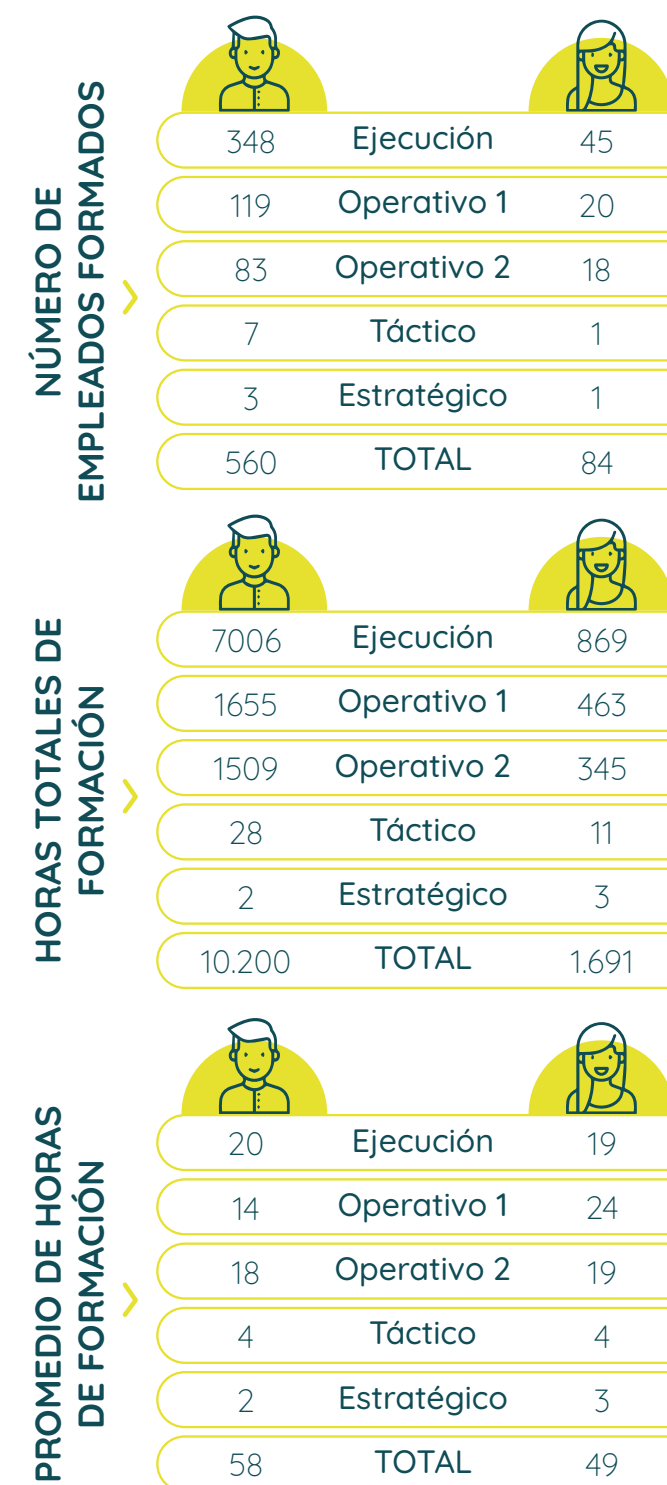 NÚMERO DE
EMPLEADOS FORMADOS
348 Ejecución 45
119 Operativo 1 20
83 Operativo 2 18
7 Táctico 1
3 Estratégico 1
560 TOTAL 84
HORAS TOTALES DE
FORMACIÓN
7006 Ejecución 869
1655 Operativo 1 463
1509 Operativo 2 345
28 Táctico 11
2 Estratégico 3
10.200 TOTAL 1.691
PROMEDIO DE HORAS
DE FORMACIÓN
20 Ejecución 19
14 Operativo 1 24
18 Operativo 2 19
4 Táctico 4
2 Estratégico 3
58 TOTAL 49